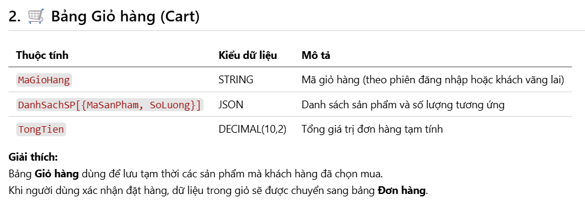 2. 🛒 Bảng Giỏ hàng (Cart)
Thuộc tính Kiểu dữ liệu Mô tả
MaGioHang STRING Mã giỏ hàng (theo phiên đăng nhập hoặc khách vãng lai)
DanhSachSP[{MaSanPham, SoLuong}] JSON Danh sách sản phẩm và số lượng tương ứng
TongTien DECIMAL(10,2) Tổng giá trị đơn hàng tạm tính
Giải thích:
Bảng Giỏ hàng dùng để lưu tạm thời các sản phẩm mà khách hàng đã chọn mua.
Khi người dùng xác nhận đặt hàng, dữ liệu trong giỏ sẽ được chuyển sang bảng Đơn hàng.